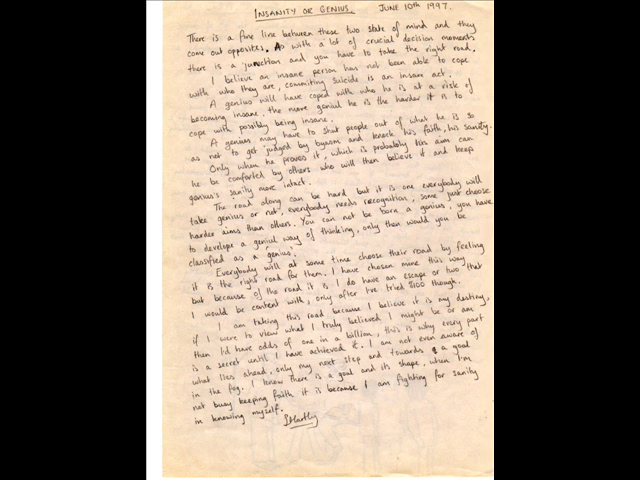 INSANITY OR GENIUS. JUNE 10th 1997.
There is a fine line between these two state of mind and they
come out opposites. As with a lot of crucial decision moments
there is a junction and you have to take the right road.
I believe an insane person has not been able to cope
with who they are, commiting suicide is an insane act.
A genius will have coped with who he is at a risk of
becoming insane. the more genius he is the harder it is to
cope with possibly being insane.
A genius may have to shut people out of what he is so
as not to get judged by and knock his faith, his sanity.
Only when he proves it, which is probably his aim can
he be comforted by others who will then believe it and keep
genius's sanity more intact.
The road along can be hard but it is one everybody will
take genius or not, everybody needs recognition, some just choose
harder aims than others. You can not be born a genius, you have
to develope a genius way of thinking, only then would you be
classified as a genius.
Everybody will at some time choose their road by feeling
it is the right road for them. I have chosen mine this way
but because of the road it is I do have an escape or two that
I would be content with, only after I've tried though.
I am taking this road because I believe it is my destiny,
if I were to view what I truly believed I might be or am
then I'd have odds of one in a billion, this is why every part
is a secret until I have achieved it. I am not even aware of
what lies ahead, only my next step and towards a goal
in the fog. I know there is a goal and its shape, when I'm
not busy keeping faith it is because I am fighting for sanity
in knowing myself.